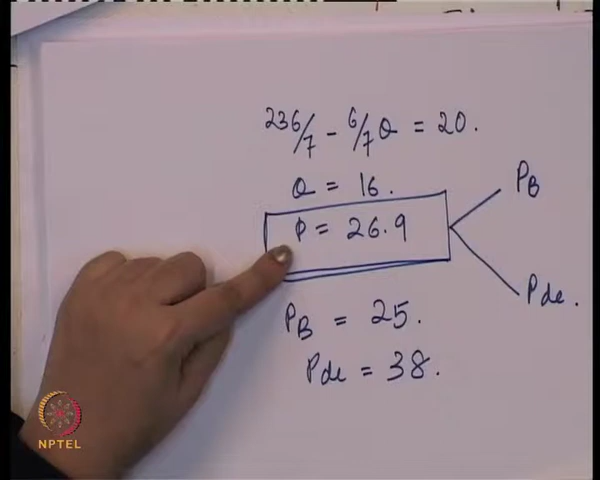 236/7 - 6/7 Q = 20.
Q = 16.
P = 26.9
PB
Pde.
PB = 25.
Pde = 38.
NPTEL